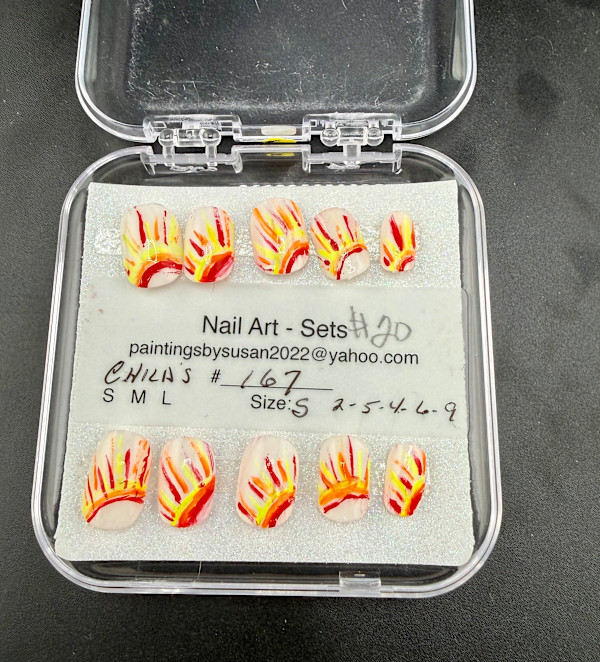 Nail Art - Sets #20
paintingsbysusan2022@yahoo.com
CHILD'S # 167
S M L Size: S 2-5-4-6-9